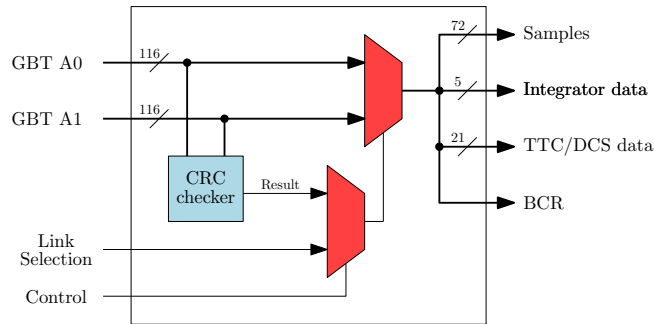 72
Samples
116
GBT A0
5
Integrator data
116
GBT A1
21
TTC/DCS data
CRC
checker
Result
BCR
Link
Selection
Control